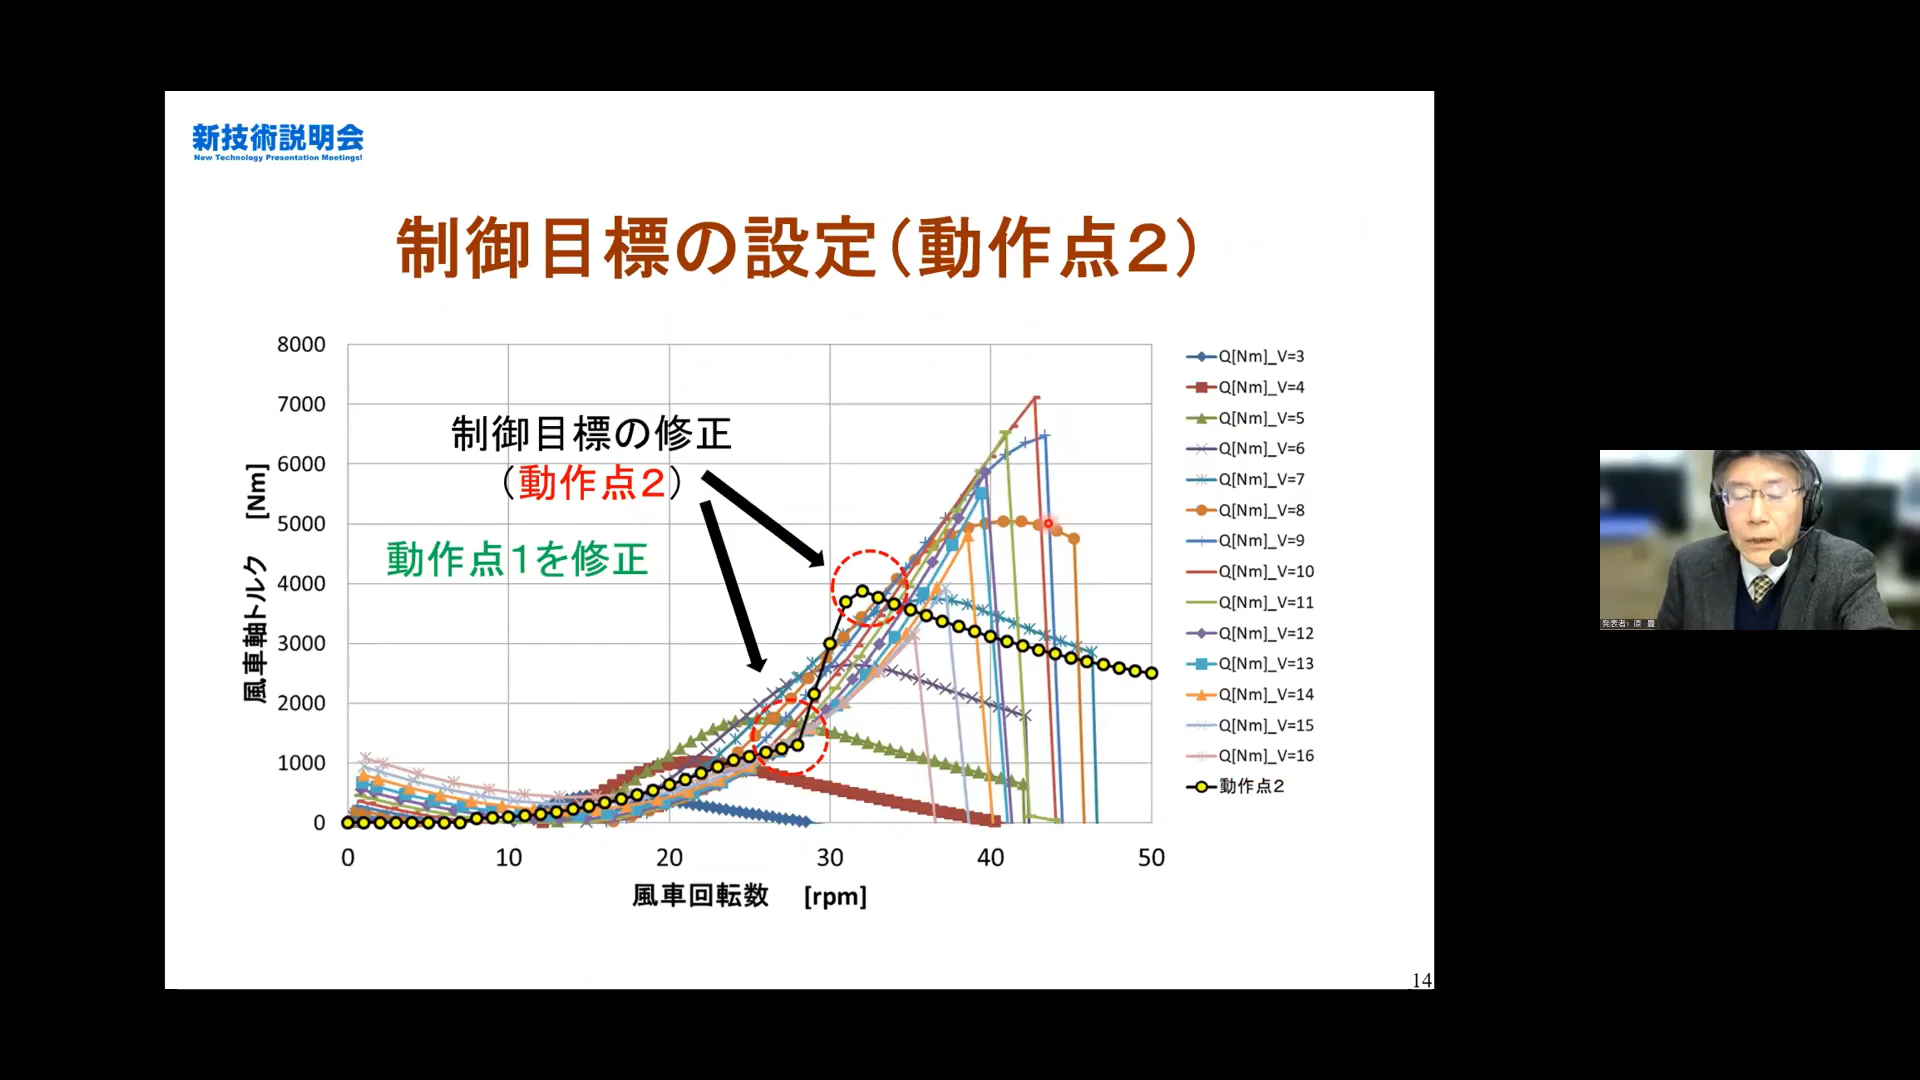 新技術説明会
New Technology Presentation Meetings!
制御目標の設定（動作点２）
8000
7000
6000
5000
4000
3000
2000
1000
0
風車軸トルク [Nm]
制御目標の修正
（動作点２）
動作点１を修正
0 10 20 30 40 50
風車回転数 [rpm]
Q[Nm]_V=3
Q[Nm]_V=4
Q[Nm]_V=5
Q[Nm]_V=6
Q[Nm]_V=7
Q[Nm]_V=8
Q[Nm]_V=9
Q[Nm]_V=10
Q[Nm]_V=11
Q[Nm]_V=12
Q[Nm]_V=13
Q[Nm]_V=14
Q[Nm]_V=15
Q[Nm]_V=16
動作点２
14
発表者1 原 豊